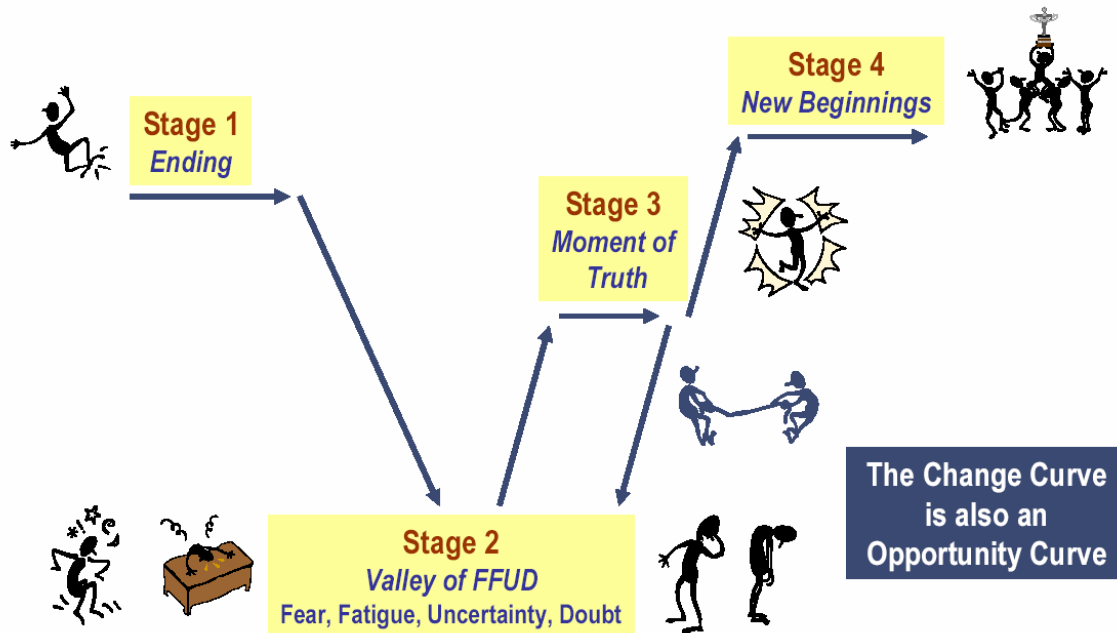 Stage 1
Ending
Stage 2
Valley of FFUD
Fear, Fatigue, Uncertainty, Doubt
Stage 3
Moment of
Truth
Stage 4
New Beginnings
The Change Curve
is also an
Opportunity Curve